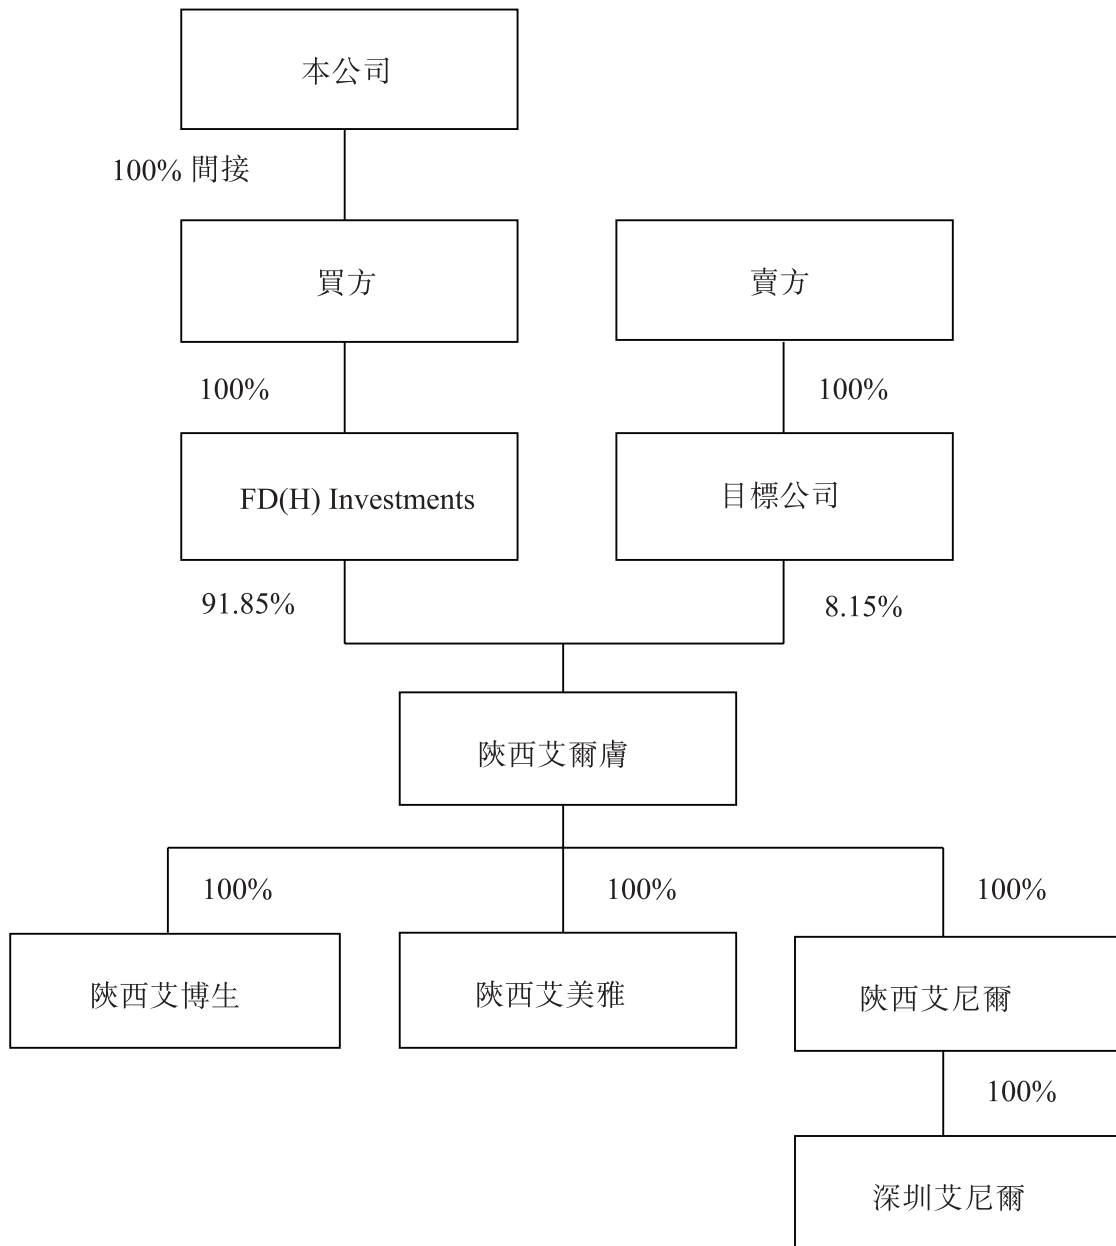 本公司
100% 間接
買方
賣方
100%
100%
FD(H) Investments
目標公司
91.85%
8.15%
陝西艾爾膚
100%
100%
100%
陝西艾博生
陝西艾美雅
陝西艾尼爾
100%
深圳艾尼爾